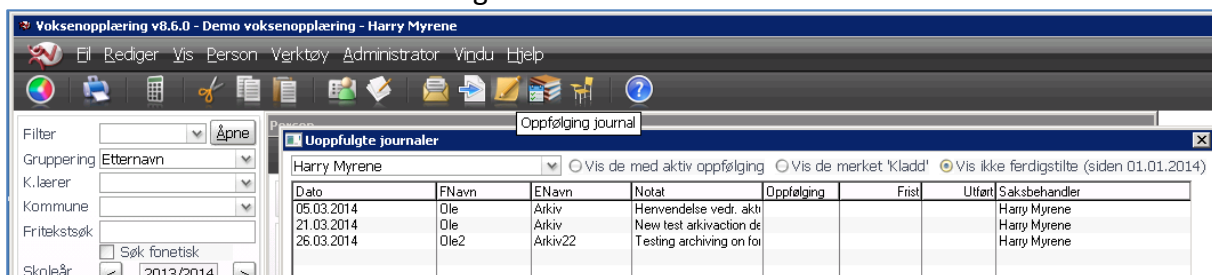 Voksenopplæring v8.6.0 - Demo voksenopplæring - Harry Myrene
Fil Rediger Vis Person Verktøy Administrator Vindu Hjelp
Oppfølging journal
Filter Åpne
Gruppering Etternavn
K.lærer
Kommune
Fritekstsøk
Søk fonetisk
Skoleår < 2013/2014 >
Person
Uoppfulgte journaler
Harry Myrene Vis de med aktiv oppfølging Vis de merket 'Kladd' Vis ikke ferdigstilte (siden 01.01.2014)
Dato FNavn ENavn Notat Oppfølging Frist Utført Saksbehandler
05.03.2014 Ole Arkiv Henvendelse vedr. akti Harry Myrene
21.03.2014 Ole Arkiv New test arkivaction de Harry Myrene
26.03.2014 Ole2 Arkiv22 Testing archiving on for Harry Myrene